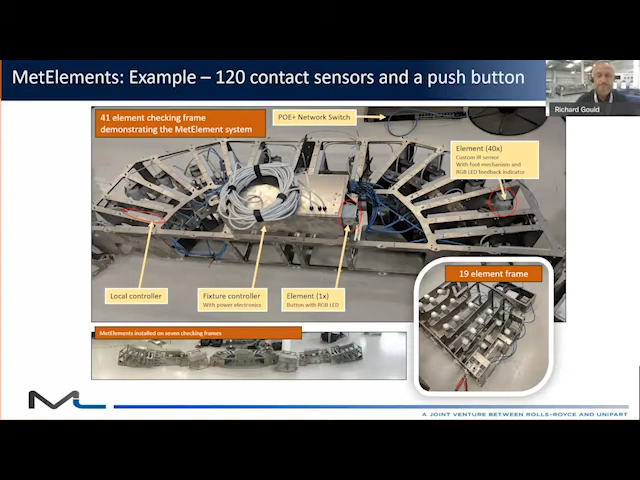 MetElements: Example – 120 contact sensors and a push button
Richard Gould
41 element checking frame
demonstrating the MetElement system
POE+ Network Switch
Element (40x)
Custom IR sensor
With foot mechanism and
RGB LED feedback indicator
Local controller
Fixture controller
With power electronics
Element (1x)
Button with RGB LED
19 element frame
MetElements installed on seven checking frames
A JOINT VENTURE BETWEEN ROLLS-ROYCE AND UNIPART